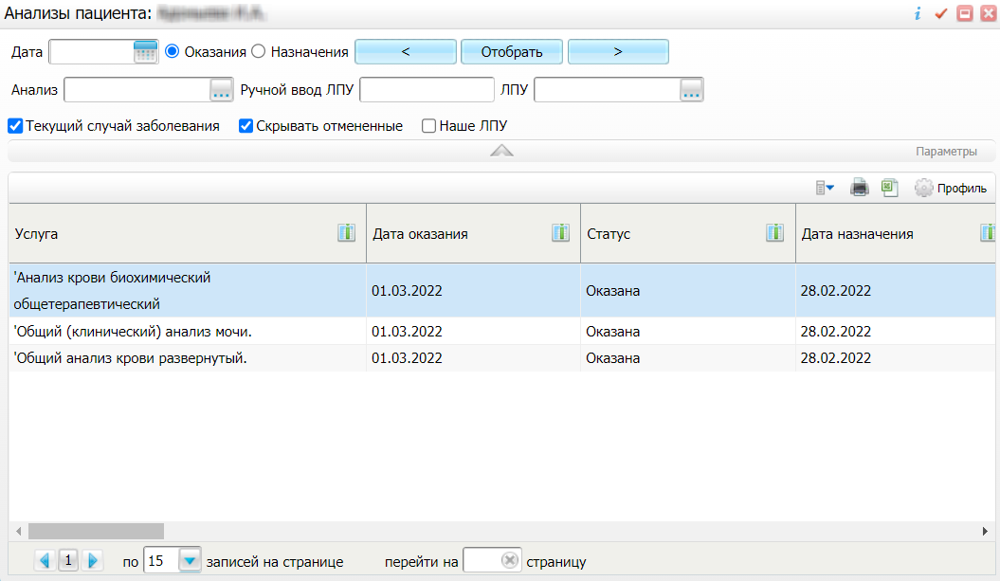 Анализы пациента:
Дата Оказания Назначения < Отобрать >
Анализ ... Ручной ввод ЛПУ ЛПУ ...
Текущий случай заболевания Скрывать отмененные Наше ЛПУ
Параметры
Профиль
Услуга Дата оказания Статус Дата назначения
'Анализ крови биохимический
общетерапевтический 01.03.2022 Оказана 28.02.2022
'Общий (клинический) анализ мочи. 01.03.2022 Оказана 28.02.2022
'Общий анализ крови развернутый. 01.03.2022 Оказана 28.02.2022
1 по 15 записей на странице перейти на страницу